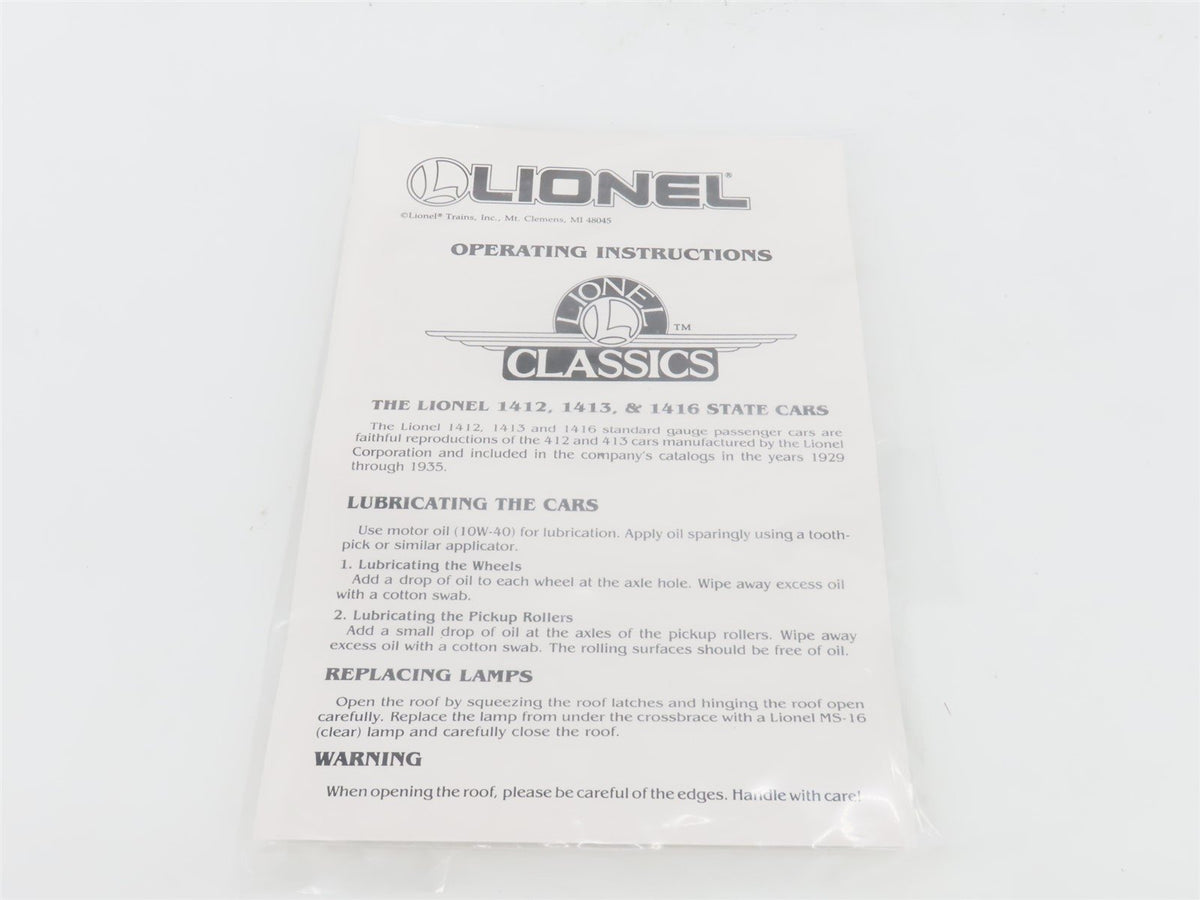 LIONEL®
©Lionel® Trains, Inc., Mt. Clemens, MI 48045
OPERATING INSTRUCTIONS
LIONEL
TM
CLASSICS
THE LIONEL 1412, 1413, & 1416 STATE CARS
The Lionel 1412, 1413 and 1416 standard gauge passenger cars are
faithful reproductions of the 412 and 413 cars manufactured by the Lionel
Corporation and included in the company's catalogs in the years 1929
through 1935.
LUBRICATING THE CARS
Use motor oil (10W-40) for lubrication. Apply oil sparingly using a tooth-
pick or similar applicator.
1. Lubricating the Wheels
Add a drop of oil to each wheel at the axle hole. Wipe away excess oil
with a cotton swab.
2. Lubricating the Pickup Rollers
Add a small drop of oil at the axles of the pickup rollers. Wipe away
excess oil with a cotton swab. The rolling surfaces should be free of oil.
REPLACING LAMPS
Open the roof by squeezing the roof latches and hinging the roof open
carefully. Replace the lamp from under the crossbrace with a Lionel MS-16
(clear) lamp and carefully close the roof.
WARNING
When opening the roof, please be careful of the edges. Handle with care!